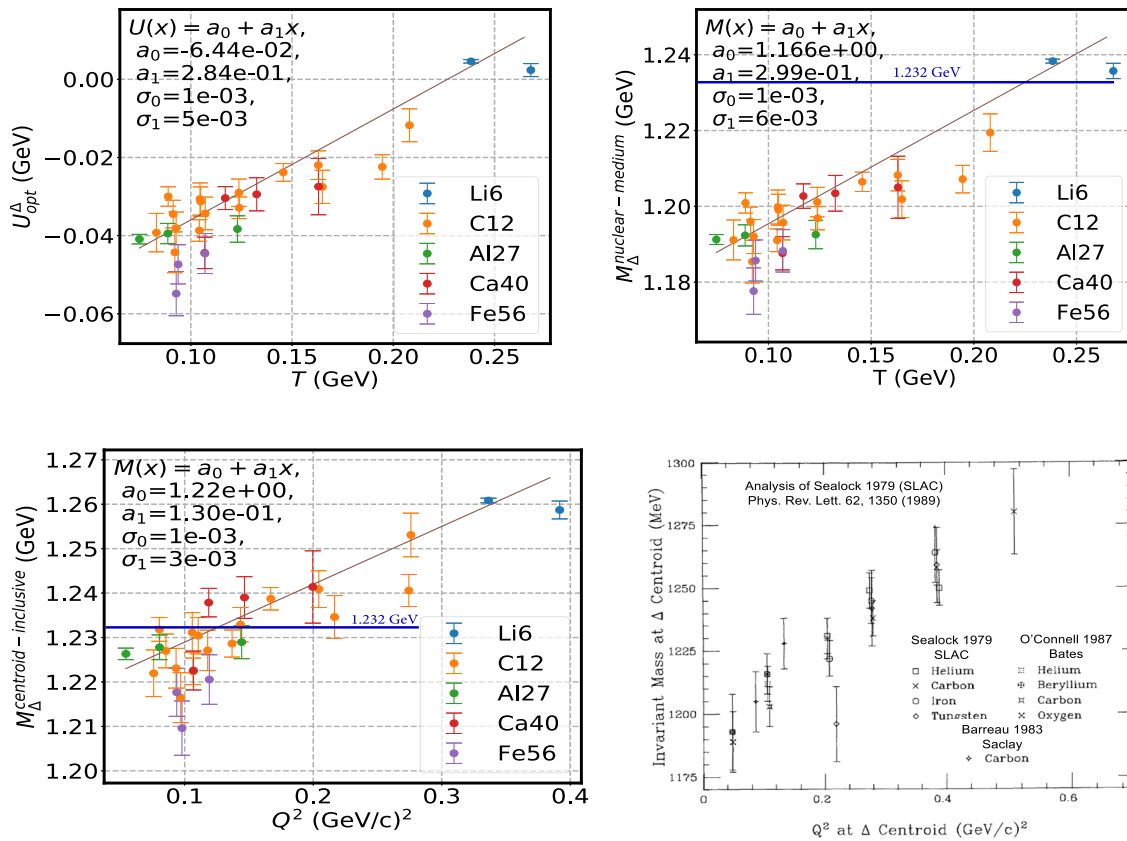 U(x) = a₀ + a₁x,
a₀=-6.44e-02,
a₁=2.84e-01,
σ₀=1e-03,
σ₁=5e-03
0.00
−0.02
−0.04
−0.06
U^Δ_opt (GeV)
Li6
C12
Al27
Ca40
Fe56
0.10 0.15 0.20 0.25
T (GeV)
M(x) = a₀ + a₁x,
a₀=1.166e+00,
a₁=2.99e-01,
σ₀=1e-03,
σ₁=6e-03
1.232 GeV
1.24
1.22
1.20
1.18
M_Δ^{nuclear−medium} (GeV)
Li6
C12
Al27
Ca40
Fe56
0.10 0.15 0.20 0.25
T (GeV)
M(x) = a₀ + a₁x,
a₀=1.22e+00,
a₁=1.30e-01,
σ₀=1e-03,
σ₁=3e-03
1.232 GeV
1.27
1.26
1.25
1.24
1.23
1.22
1.21
1.20
M_Δ^{centroid−inclusive} (GeV)
Li6
C12
Al27
Ca40
Fe56
0.1 0.2 0.3 0.4
Q² (GeV/c)²
Analysis of Sealock 1979 (SLAC)
Phys. Rev. Lett. 62, 1350 (1989)
1300
1275
1250
1225
1200
1175
Invariant Mass at Δ Centroid (MeV)
Sealock 1979 O'Connell 1987
SLAC Bates
Helium Helium
Carbon Beryllium
Iron Carbon
Tungsten Oxygen
Barreau 1983
Saclay
Carbon
0 0.2 0.4 0.6
Q² at Δ Centroid (GeV/c)²